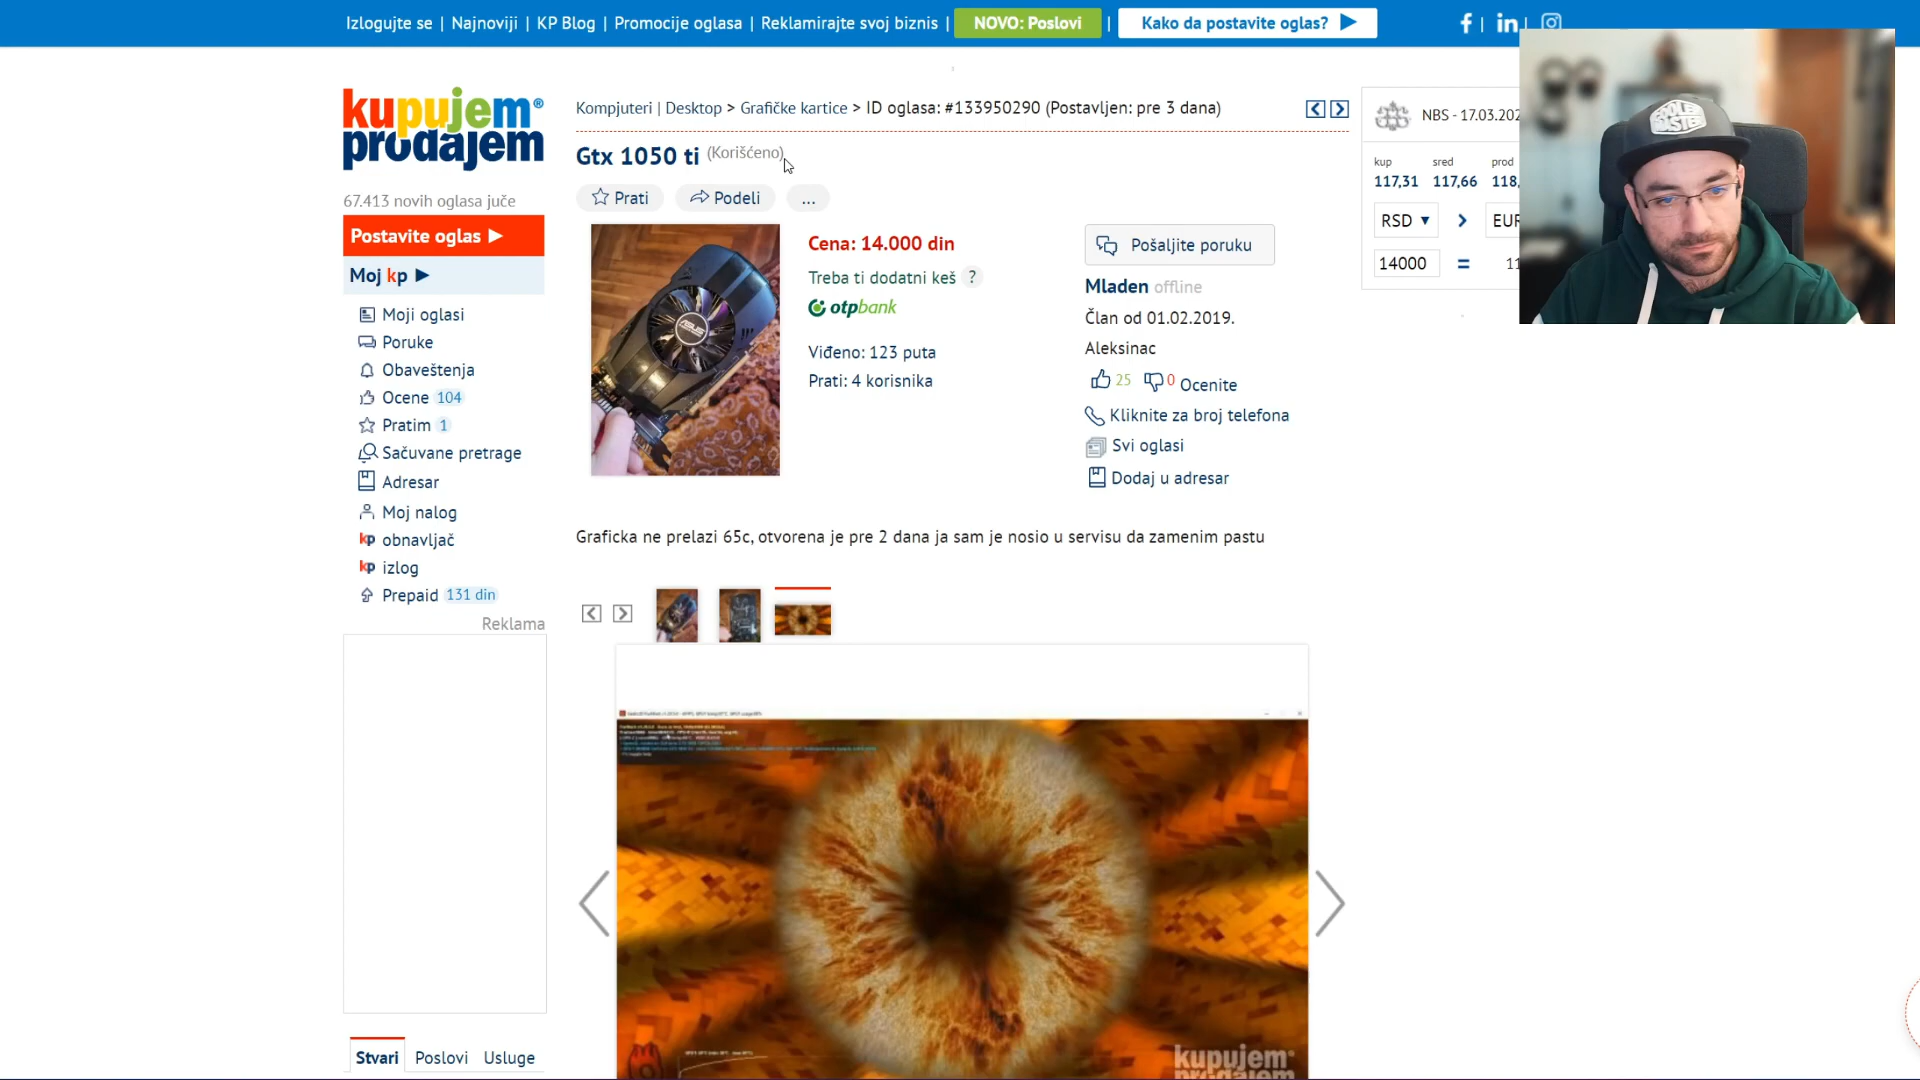 Izlogujte se | Najnoviji | KP Blog | Promocije oglasa | Reklamirajte svoj biznis | NOVO: Poslovi | Kako da postavite oglas?
kupujem
prodajem
Kompjuteri | Desktop > Grafičke kartice > ID oglasa: #133950290 (Postavljen: pre 3 dana)
NBS - 17.03.202
Gtx 1050 ti (Korišćeno)
kup sred prod
117,31 117,66 118,
67.413 novih oglasa juče
Prati Podeli ...
Postavite oglas
RSD > EUR
14000 = 11
Moj kp
Cena: 14.000 din
Pošaljite poruku
Treba ti dodatni keš ?
Mladen offline
otpbank
Član od 01.02.2019.
Viđeno: 123 puta
Aleksinac
Prati: 4 korisnika
25 0 Ocenite
Kliknite za broj telefona
Svi oglasi
Dodaj u adresar
Moji oglasi
Poruke
Obaveštenja
Ocene 104
Pratim 1
Sačuvane pretrage
Adresar
Moj nalog
kp obnavljač
kp izlog
Prepaid 131 din
Reklama
Graficka ne prelazi 65c, otvorena je pre 2 dana ja sam je nosio u servisu da zamenim pastu
kupujem
prodajem
Stvari Poslovi Usluge